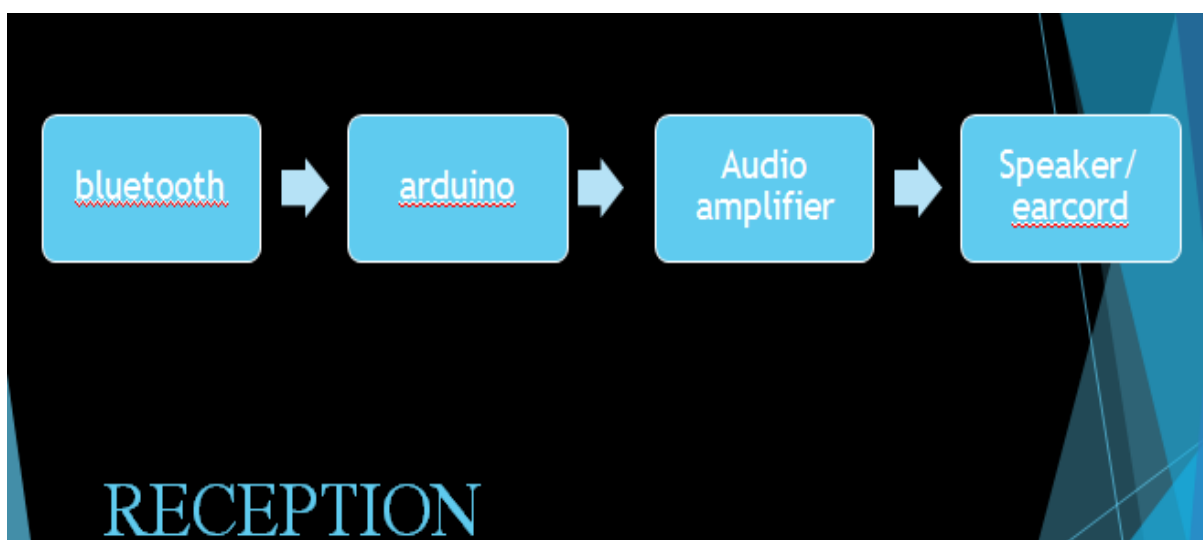 bluetooth
arduino
Audio
amplifier
Speaker/
earcord
RECEPTION